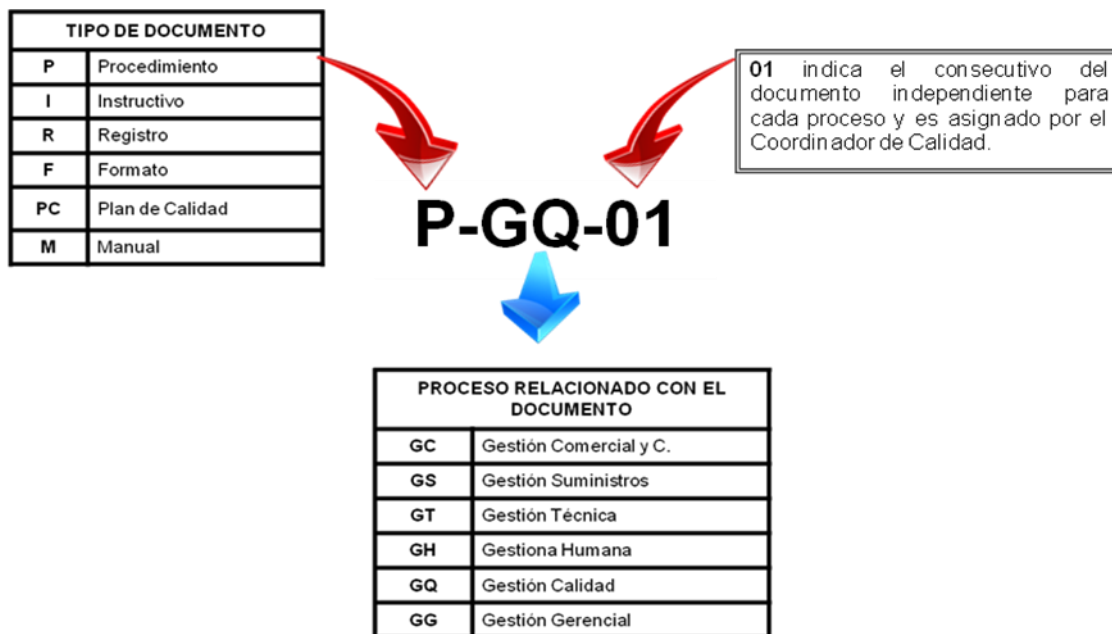 TIPO DE DOCUMENTO
P Procedimiento
I Instructivo
R Registro
F Formato
PC Plan de Calidad
M Manual
01 indica el consecutivo del
documento independiente para
cada proceso y es asignado por el
Coordinador de Calidad.
P-GQ-01
PROCESO RELACIONADO CON EL
DOCUMENTO
GC Gestión Comercial y C.
GS Gestión Suministros
GT Gestión Técnica
GH Gestiona Humana
GQ Gestión Calidad
GG Gestión Gerencial